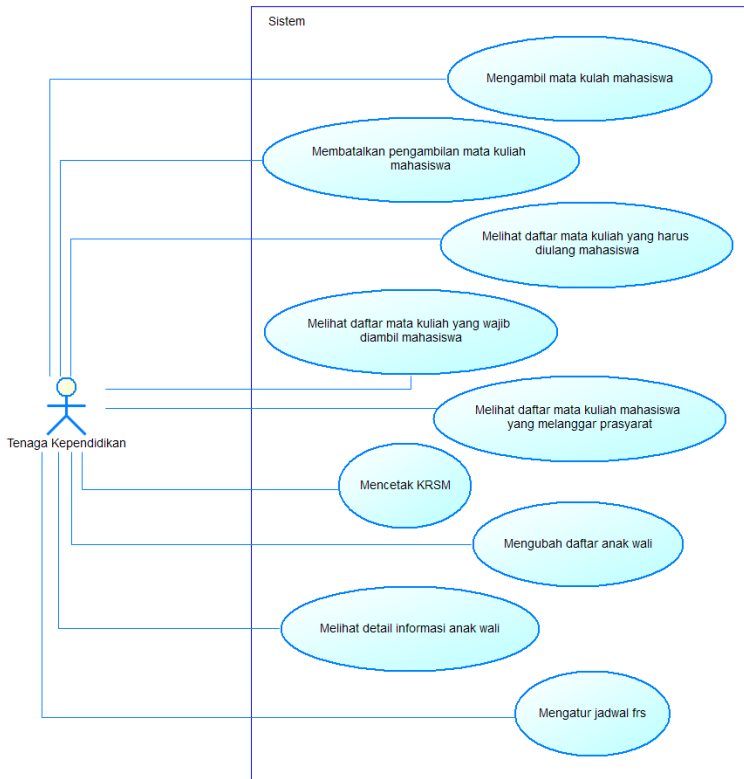 Sistem
Mengambil mata kulah mahasiswa
Membatalkan pengambilan mata kuliah
mahasiswa
Melihat daftar mata kuliah yang harus
diulang mahasiswa
Melihat daftar mata kuliah yang wajib
diambil mahasiswa
Melihat daftar mata kuliah mahasiswa
yang melanggar prasyarat
Tenaga Kependidikan
Mencetak KRSM
Mengubah daftar anak wali
Melihat detail informasi anak wali
Mengatur jadwal frs